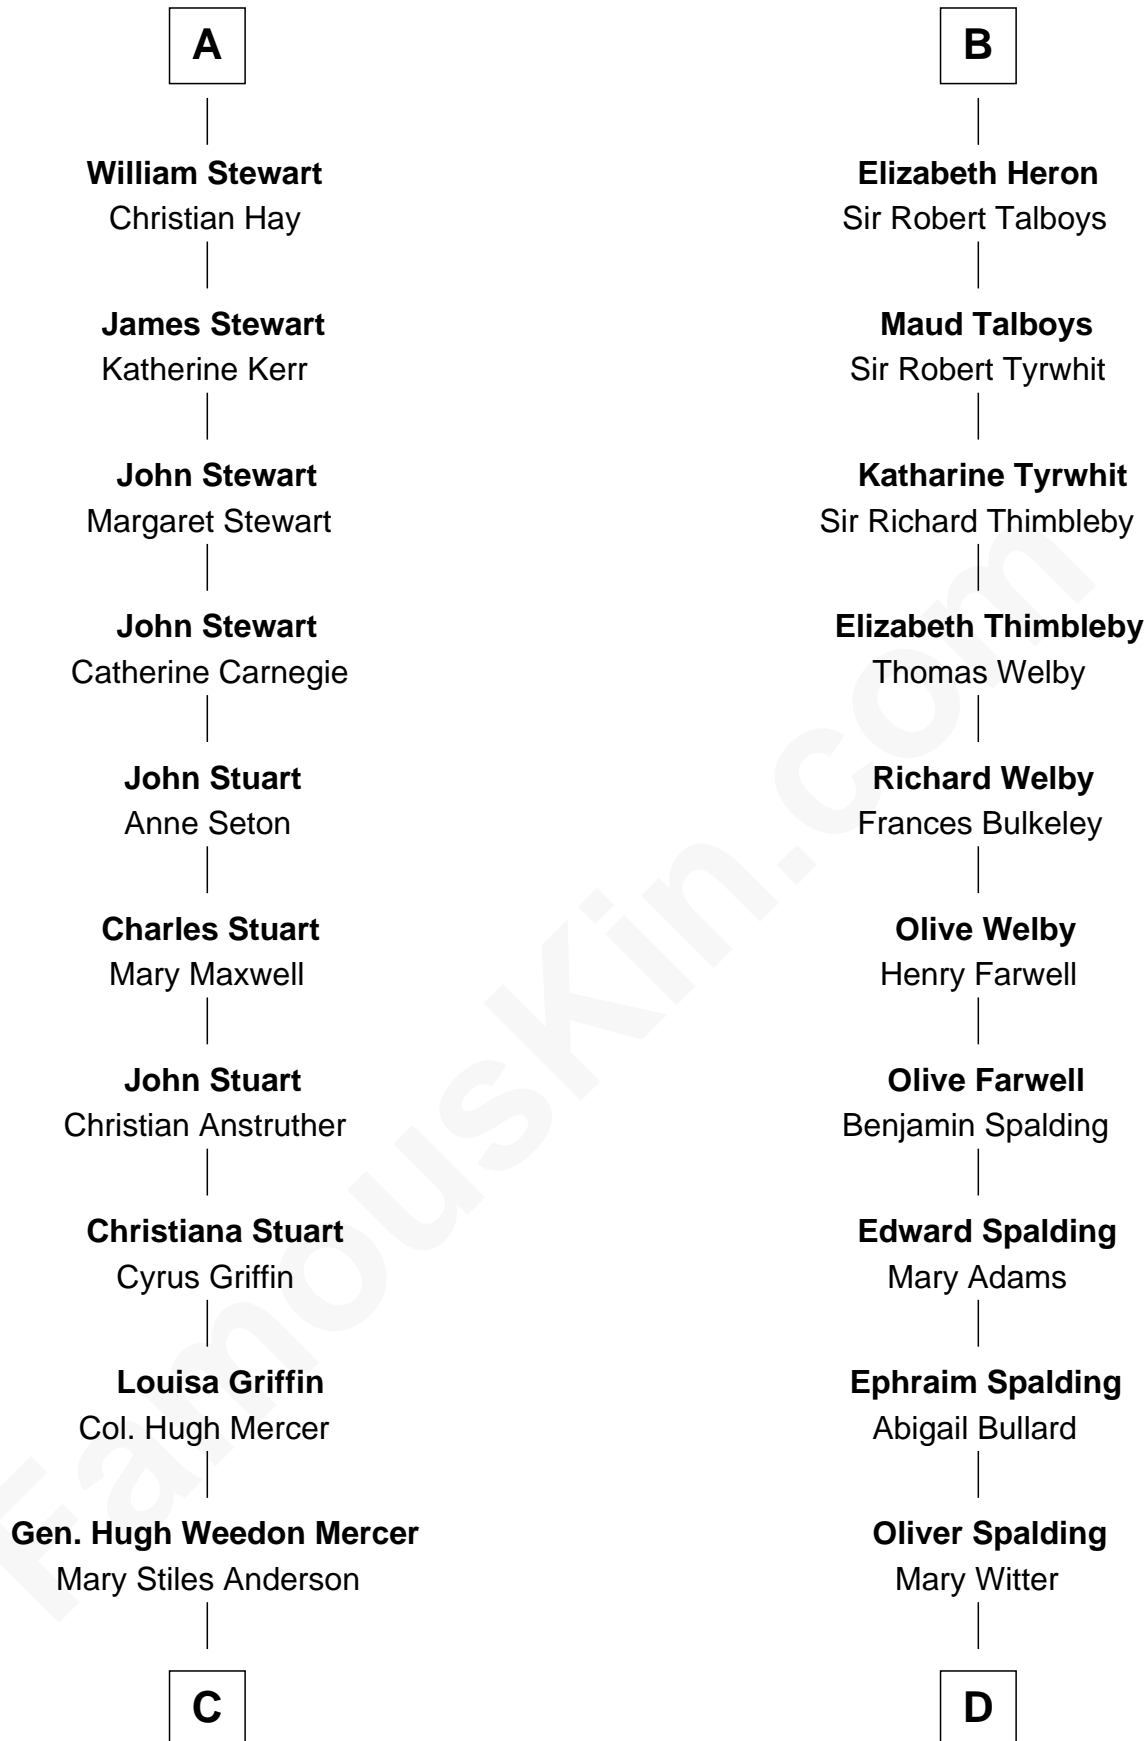 A
William Stewart
Christian Hay
James Stewart
Katherine Kerr
John Stewart
Margaret Stewart
John Stewart
Catherine Carnegie
John Stuart
Anne Seton
Charles Stuart
Mary Maxwell
John Stuart
Christian Anstruther
Christiana Stuart
Cyrus Griffin
Louisa Griffin
Col. Hugh Mercer
Gen. Hugh Weedon Mercer
Mary Stiles Anderson
C
B
Elizabeth Heron
Sir Robert Talboys
Maud Talboys
Sir Robert Tyrwhit
Katharine Tyrwhit
Sir Richard Thimbleby
Elizabeth Thimbleby
Thomas Welby
Richard Welby
Frances Bulkeley
Olive Welby
Henry Farwell
Olive Farwell
Benjamin Spalding
Edward Spalding
Mary Adams
Ephraim Spalding
Abigail Bullard
Oliver Spalding
Mary Witter
D
FamousKin.com